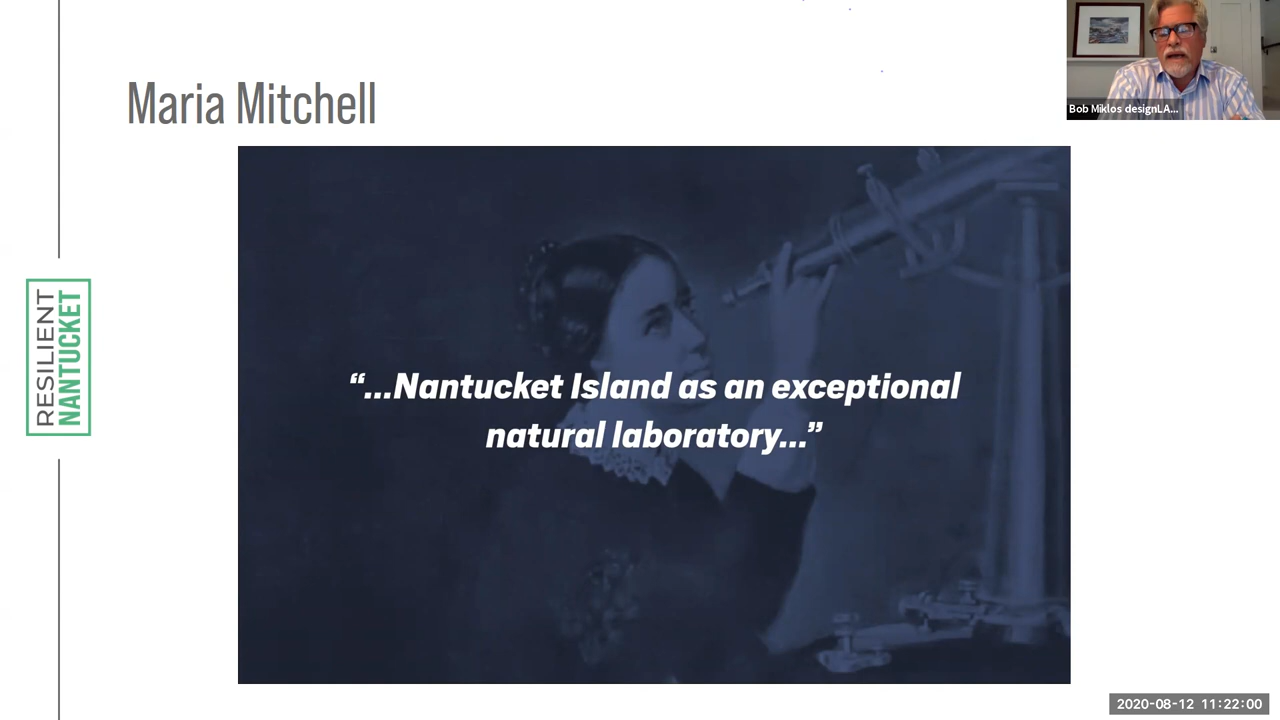 Maria Mitchell
Bob Miklos designLA...
RESILIENT
NANTUCKET
“...Nantucket Island as an exceptional
natural laboratory...”
2020-08-12 11:22:00